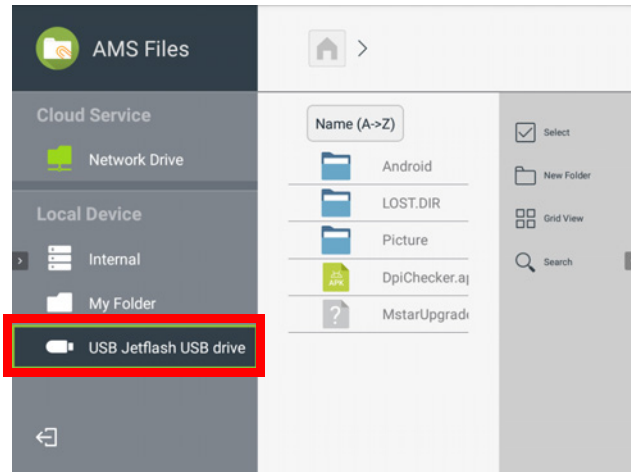 AMS Files
Cloud Service
Network Drive
Local Device
Internal
My Folder
USB Jetflash USB drive
>
Name (A->Z)
Android
LOST.DIR
Picture
APK
DpiChecker.ap
?
MstarUpgrade
Select
New Folder
Grid View
Search